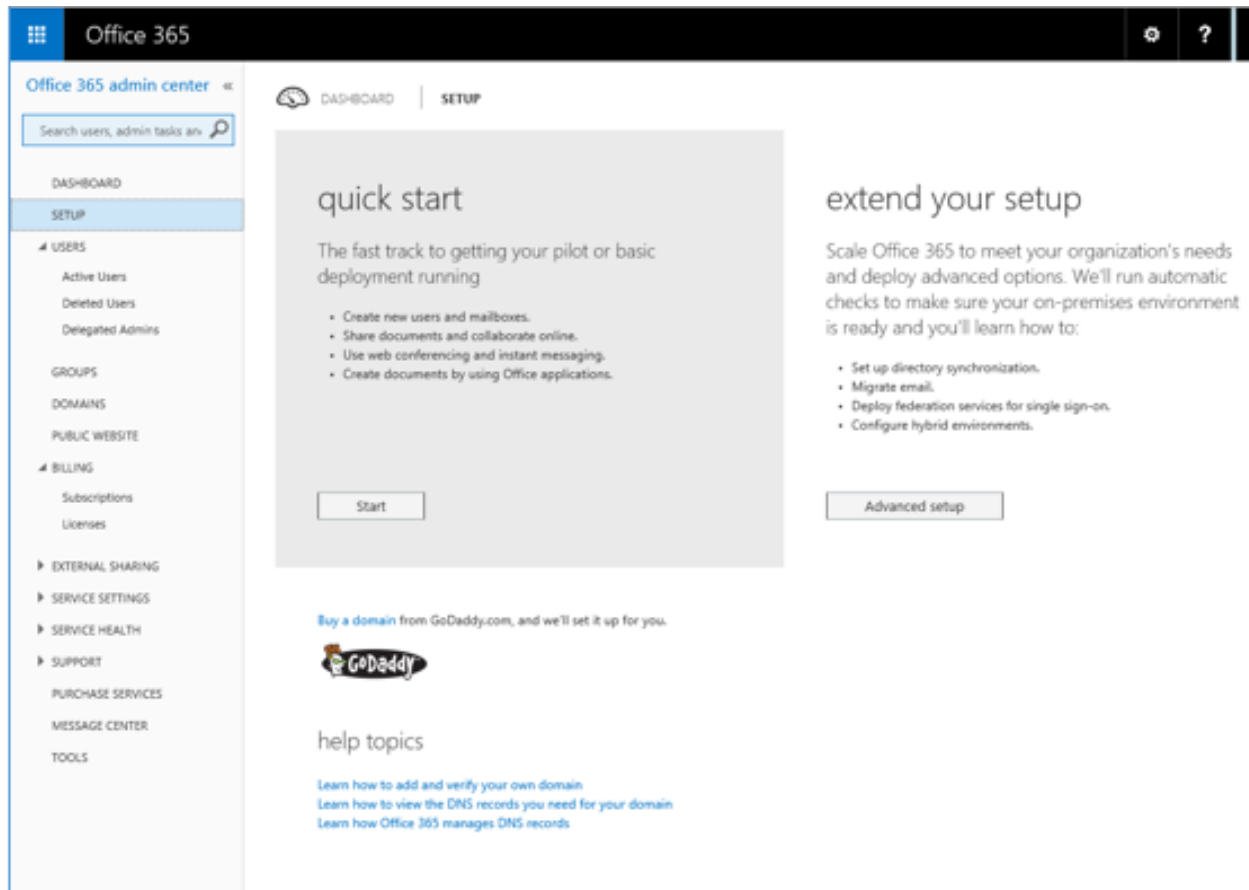 Office 365
?
Office 365 admin center «
Search users, admin tasks an
DASHBOARD
SETUP
USERS
Active Users
Deleted Users
Delegated Admins
GROUPS
DOMAINS
PUBLIC WEBSITE
BILLING
Subscriptions
Licenses
EXTERNAL SHARING
SERVICE SETTINGS
SERVICE HEALTH
SUPPORT
PURCHASE SERVICES
MESSAGE CENTER
TOOLS
DASHBOARD | SETUP
quick start
The fast track to getting your pilot or basic
deployment running
• Create new users and mailboxes.
• Share documents and collaborate online.
• Use web conferencing and instant messaging.
• Create documents by using Office applications.
Start
extend your setup
Scale Office 365 to meet your organization's needs
and deploy advanced options. We'll run automatic
checks to make sure your on-premises environment
is ready and you'll learn how to:
• Set up directory synchronization.
• Migrate email.
• Deploy federation services for single sign-on.
• Configure hybrid environments.
Advanced setup
Buy a domain from GoDaddy.com, and we'll set it up for you.
GoDaddy
help topics
Learn how to add and verify your own domain
Learn how to view the DNS records you need for your domain
Learn how Office 365 manages DNS records